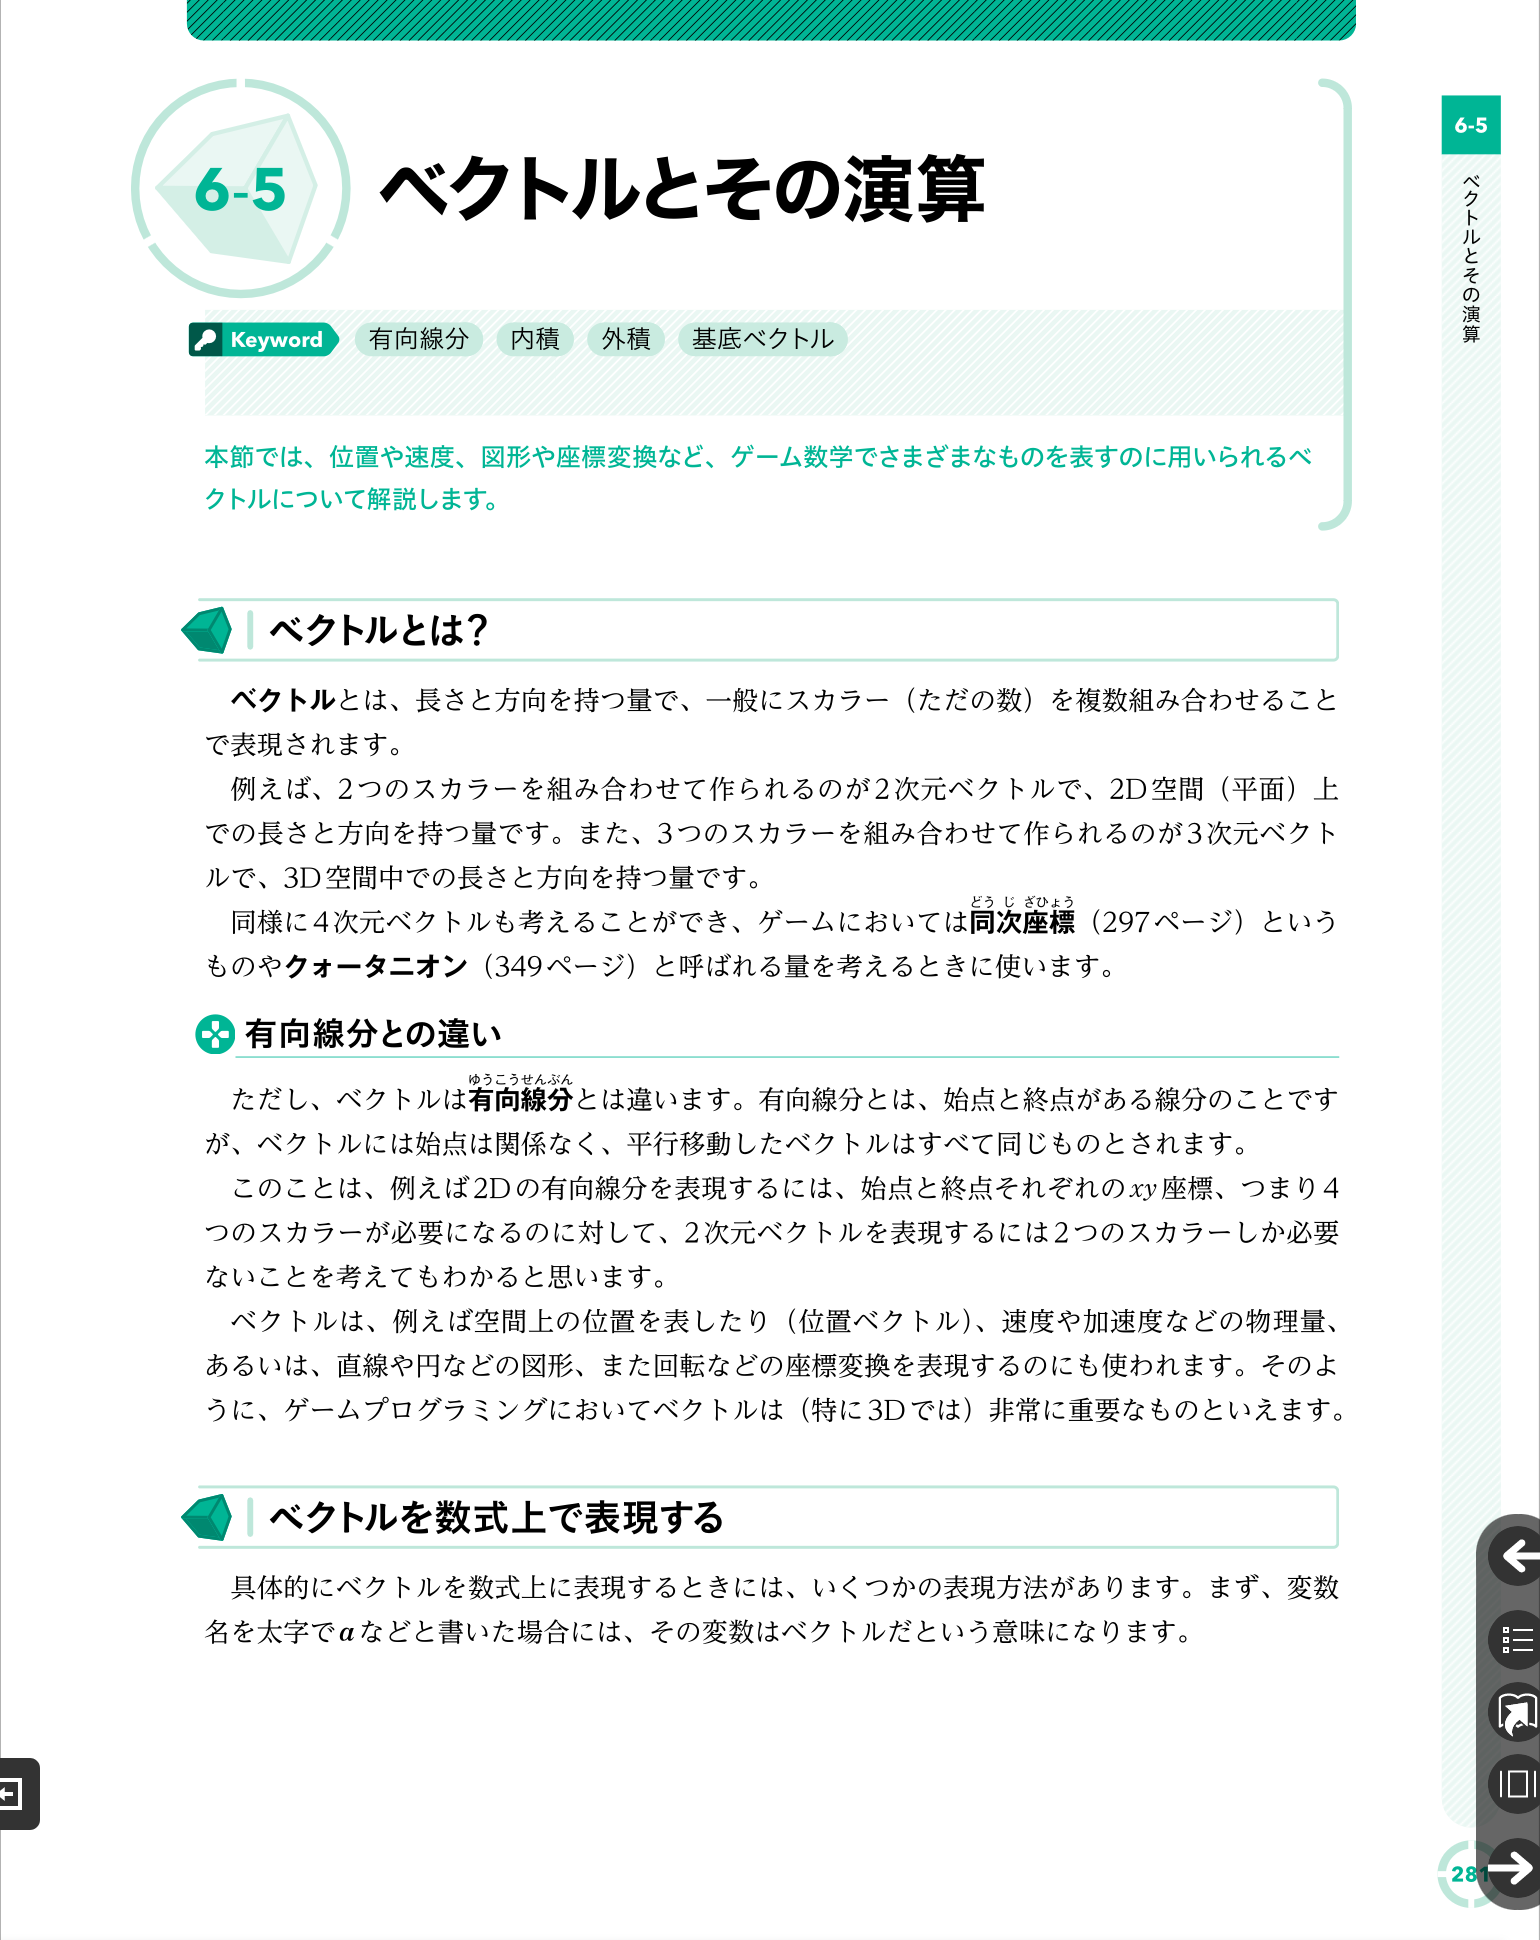 6-5
ベクトルとその演算
Keyword 有向線分 内積 外積 基底ベクトル
本節では、位置や速度、図形や座標変換など、ゲーム数学でさまざまなものを表すのに用いられるベ
クトルについて解説します。
ベクトルとは？
ベクトルとは、長さと方向を持つ量で、一般にスカラー（ただの数）を複数組み合わせること
で表現されます。
例えば、2つのスカラーを組み合わせて作られるのが2次元ベクトルで、2D空間（平面）上
での長さと方向を持つ量です。また、3つのスカラーを組み合わせて作られるのが3次元ベクト
ルで、3D空間中での長さと方向を持つ量です。
どう じ ざひょう
同様に4次元ベクトルも考えることができ、ゲームにおいては同次座標（297ページ）という
ものやクォータニオン（349ページ）と呼ばれる量を考えるときに使います。
有向線分との違い
ゆうこうせんぶん
ただし、ベクトルは有向線分とは違います。有向線分とは、始点と終点がある線分のことです
が、ベクトルには始点は関係なく、平行移動したベクトルはすべて同じものとされます。
このことは、例えば2Dの有向線分を表現するには、始点と終点それぞれのxy座標、つまり4
つのスカラーが必要になるのに対して、2次元ベクトルを表現するには2つのスカラーしか必要
ないことを考えてもわかると思います。
ベクトルは、例えば空間上の位置を表したり（位置ベクトル）、速度や加速度などの物理量、
あるいは、直線や円などの図形、また回転などの座標変換を表現するのにも使われます。そのよ
うに、ゲームプログラミングにおいてベクトルは（特に3Dでは）非常に重要なものといえます。
ベクトルを数式上で表現する
具体的にベクトルを数式上に表現するときには、いくつかの表現方法があります。まず、変数
名を太字でaなどと書いた場合には、その変数はベクトルだという意味になります。
6-5
ベクトルとその演算
281